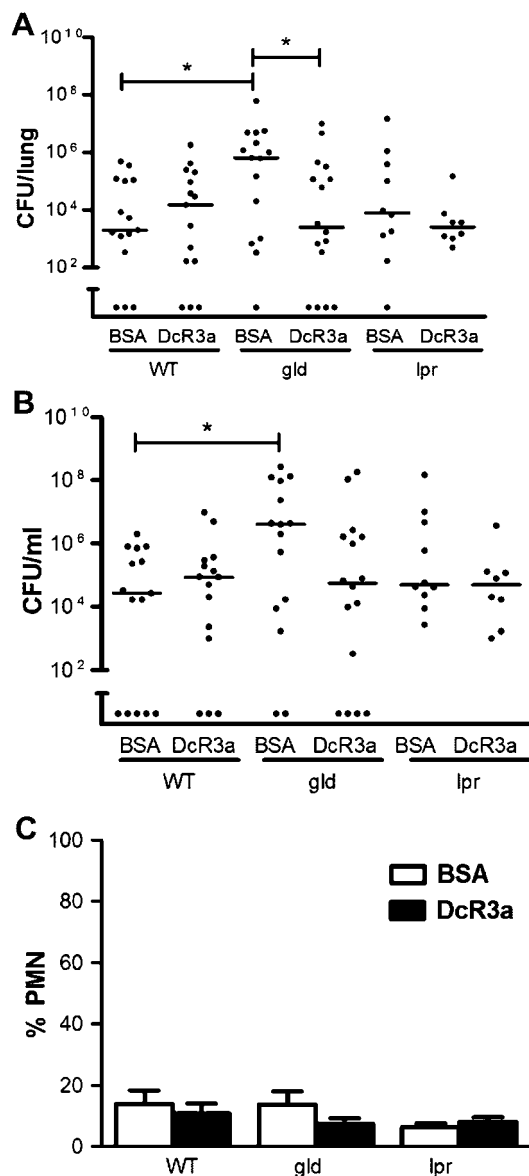 A
CFU/lung
10^10
10^8
10^6
10^4
10^2
*
*
BSA DcR3a BSA DcR3a BSA DcR3a
WT gld lpr
B
CFU/ml
10^10
10^8
10^6
10^4
10^2
*
BSA DcR3a BSA DcR3a BSA DcR3a
WT gld lpr
C
% PMN
100
80
60
40
20
0
BSA
DcR3a
WT gld lpr